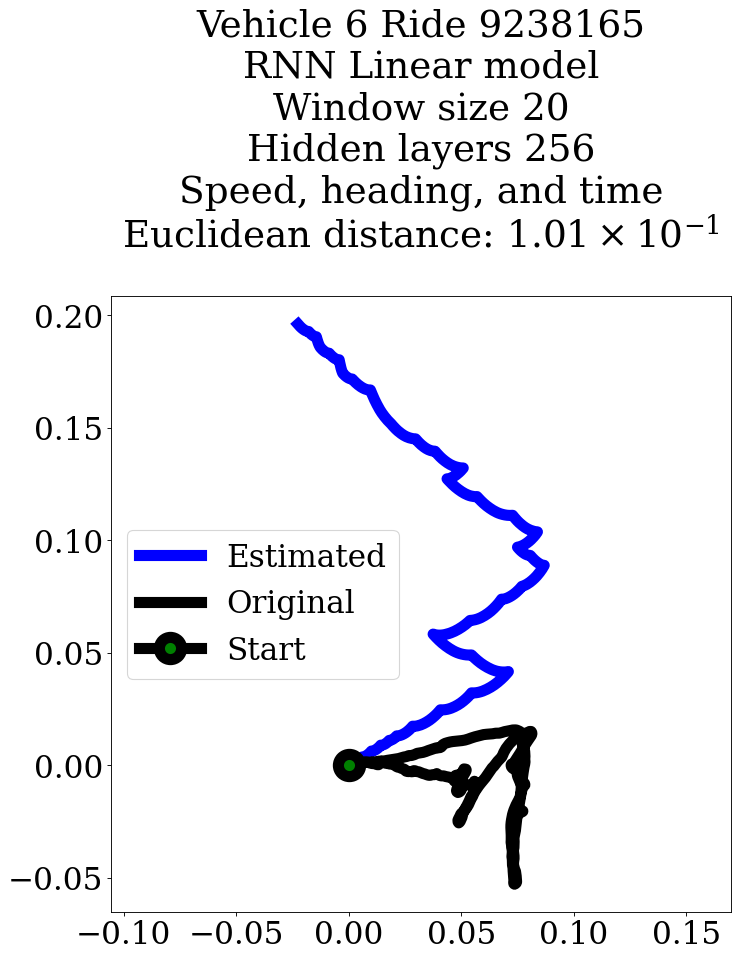 Vehicle 6 Ride 9238165
RNN Linear model
Window size 20
Hidden layers 256
Speed, heading, and time
Euclidean distance: 1.01 × 10⁻¹
0.20
0.15
0.10
0.05
0.00
−0.05
Estimated
Original
Start
−0.10 −0.05 0.00 0.05 0.10 0.15